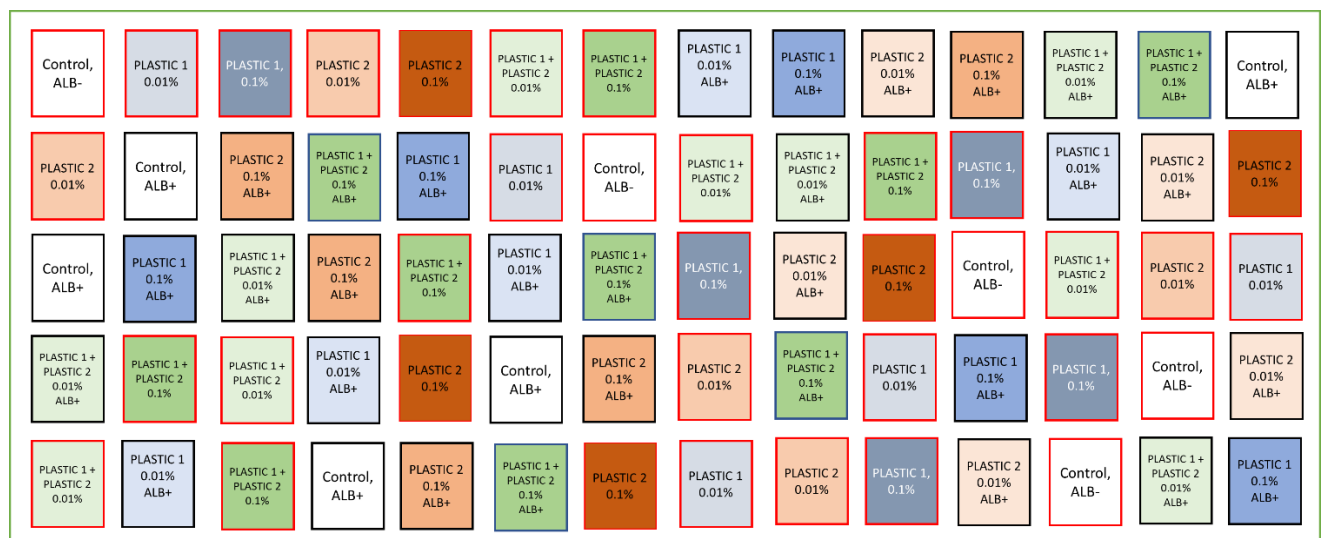 Control,
ALB-
PLASTIC 1
0.01%
PLASTIC 1,
0.1%
PLASTIC 2
0.01%
PLASTIC 2
0.1%
PLASTIC 1 +
PLASTIC 2
0.01%
PLASTIC 1 +
PLASTIC 2
0.1%
PLASTIC 1
0.01%
ALB+
PLASTIC 1
0.1%
ALB+
PLASTIC 2
0.01%
ALB+
PLASTIC 2
0.1%
ALB+
PLASTIC 1 +
PLASTIC 2
0.01%
ALB+
PLASTIC 1 +
PLASTIC 2
0.1%
ALB+
Control,
ALB+
PLASTIC 2
0.01%
Control,
ALB+
PLASTIC 2
0.1%
ALB+
PLASTIC 1 +
PLASTIC 2
0.1%
ALB+
PLASTIC 1
0.1%
ALB+
PLASTIC 1
0.01%
Control,
ALB-
PLASTIC 1 +
PLASTIC 2
0.01%
PLASTIC 1 +
PLASTIC 2
0.01%
ALB+
PLASTIC 1 +
PLASTIC 2
0.1%
PLASTIC 1,
0.1%
PLASTIC 1
0.01%
ALB+
PLASTIC 2
0.01%
ALB+
PLASTIC 2
0.1%
Control,
ALB+
PLASTIC 1
0.1%
ALB+
PLASTIC 1 +
PLASTIC 2
0.01%
ALB+
PLASTIC 2
0.1%
ALB+
PLASTIC 1 +
PLASTIC 2
0.1%
PLASTIC 1
0.01%
ALB+
PLASTIC 1 +
PLASTIC 2
0.1%
ALB+
PLASTIC 1,
0.1%
PLASTIC 2
0.01%
ALB+
PLASTIC 2
0.1%
Control,
ALB-
PLASTIC 1 +
PLASTIC 2
0.01%
PLASTIC 2
0.01%
PLASTIC 1
0.01%
PLASTIC 1 +
PLASTIC 2
0.01%
ALB+
PLASTIC 1 +
PLASTIC 2
0.1%
PLASTIC 1 +
PLASTIC 2
0.01%
PLASTIC 1
0.01%
ALB+
PLASTIC 2
0.1%
Control,
ALB+
PLASTIC 2
0.1%
ALB+
PLASTIC 2
0.01%
PLASTIC 1 +
PLASTIC 2
0.1%
ALB+
PLASTIC 1
0.01%
PLASTIC 1
0.1%
ALB+
PLASTIC 1,
0.1%
Control,
ALB-
PLASTIC 2
0.01%
ALB+
PLASTIC 1 +
PLASTIC 2
0.01%
PLASTIC 1
0.01%
ALB+
PLASTIC 1 +
PLASTIC 2
0.1%
Control,
ALB+
PLASTIC 2
0.1%
ALB+
PLASTIC 1 +
PLASTIC 2
0.1%
ALB+
PLASTIC 2
0.1%
PLASTIC 1
0.01%
PLASTIC 2
0.01%
PLASTIC 1,
0.1%
PLASTIC 2
0.01%
ALB+
Control,
ALB-
PLASTIC 1 +
PLASTIC 2
0.01%
ALB+
PLASTIC 1
0.1%
ALB+